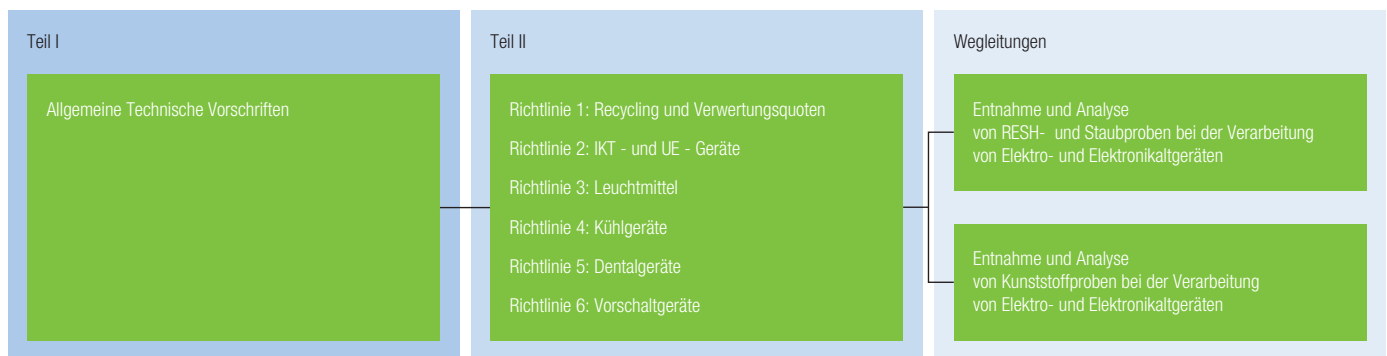 Teil I
Allgemeine Technische Vorschriften
Teil II
Richtlinie 1: Recycling und Verwertungsquoten
Richtlinie 2: IKT - und UE - Geräte
Richtlinie 3: Leuchtmittel
Richtlinie 4: Kühlgeräte
Richtlinie 5: Dentalgeräte
Richtlinie 6: Vorschaltgeräte
Wegleitungen
Entnahme und Analyse
von RESH- und Staubproben bei der Verarbeitung
von Elektro- und Elektronikaltgeräten
Entnahme und Analyse
von Kunststoffproben bei der Verarbeitung
von Elektro- und Elektronikaltgeräten